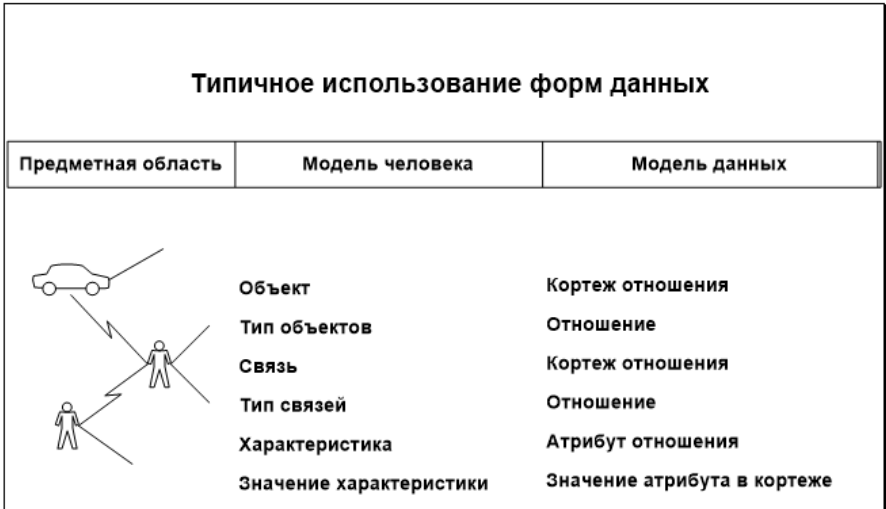 Типичное использование форм данных
Предметная область Модель человека Модель данных
Объект Кортеж отношения
Тип объектов Отношение
Связь Кортеж отношения
Тип связей Отношение
Характеристика Атрибут отношения
Значение характеристики Значение атрибута в кортеже